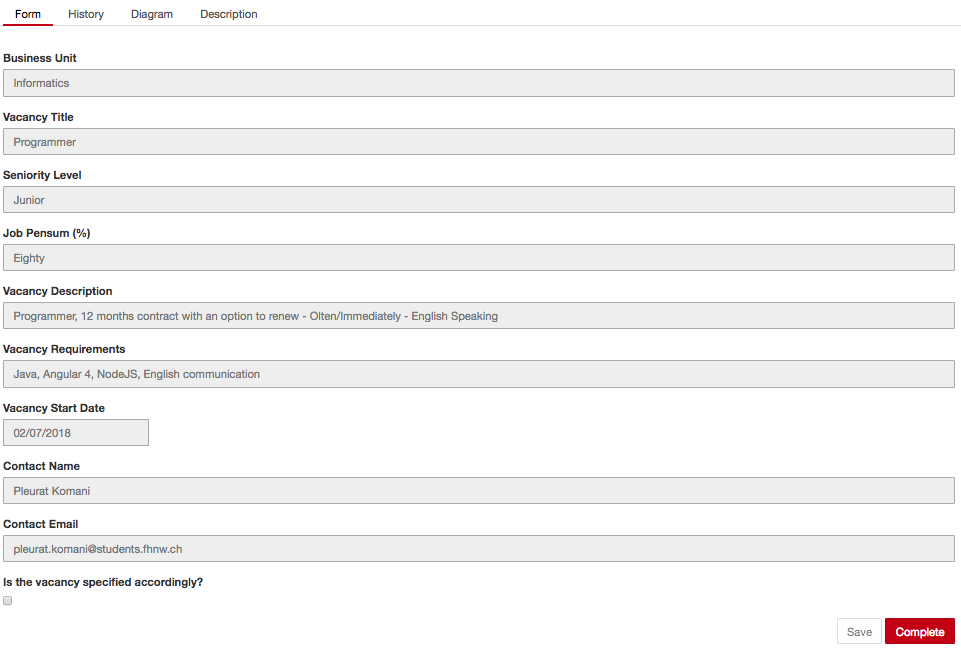 Form History Diagram Description
Business Unit
Informatics
Vacancy Title
Programmer
Seniority Level
Junior
Job Pensum (%)
Eighty
Vacancy Description
Programmer, 12 months contract with an option to renew - Olten/Immediately - English Speaking
Vacancy Requirements
Java, Angular 4, NodeJS, English communication
Vacancy Start Date
02/07/2018
Contact Name
Pleurat Komani
Contact Email
pleurat.komani@students.fhnw.ch
Is the vacancy specified accordingly?
Save Complete